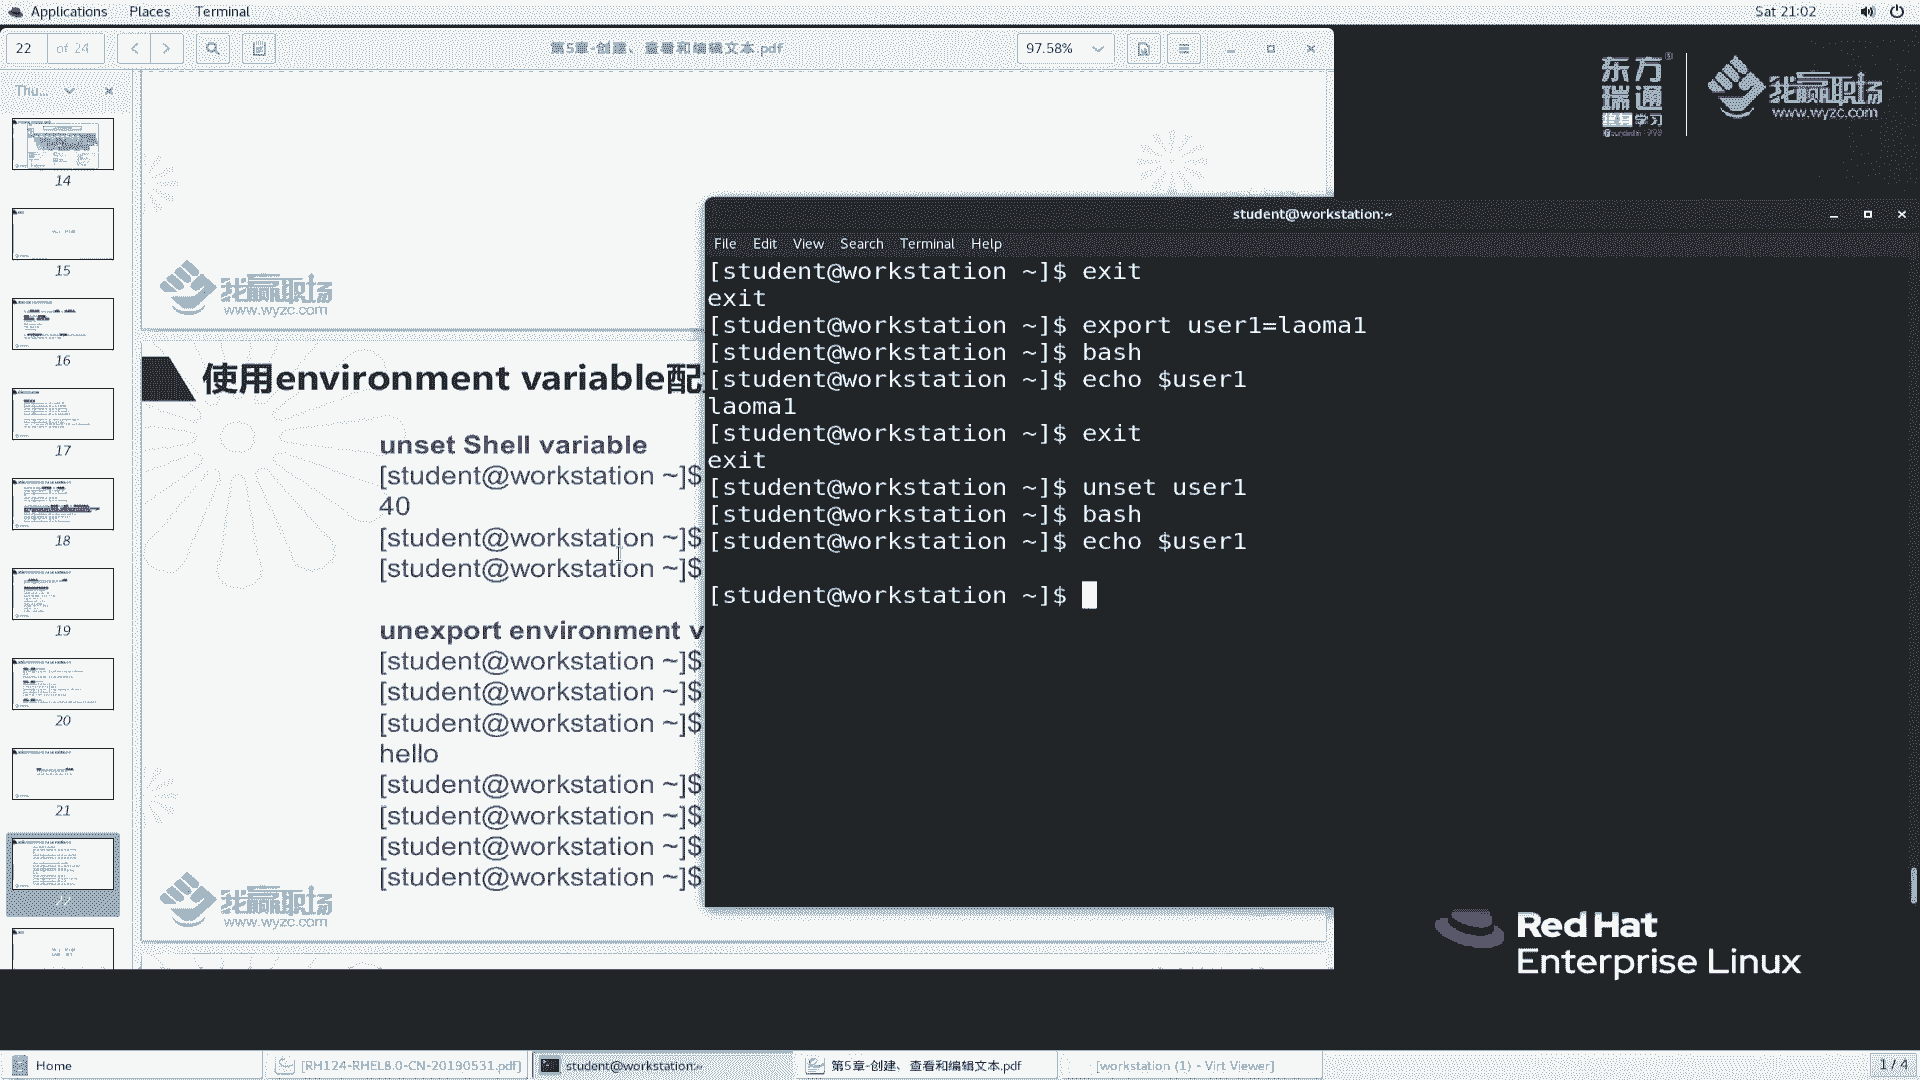 Applications Places Terminal Sat 21:02
22 of 24 第5章-创建、查看和编辑文本.pdf 97.58%
Thu...
14
15
16
17
18
19
20
21
22
我赢职场
www.wyzc.com
使用environment variable配
unset Shell variable
[student@workstation ~]$
40
[student@workstation ~]$
[student@workstation ~]$
unexport environment v
[student@workstation ~]$
[student@workstation ~]$
[student@workstation ~]$
hello
[student@workstation ~]$
[student@workstation ~]$
[student@workstation ~]$
[student@workstation ~]$
我赢职场
www.wyzc.com
student@workstation:~
File Edit View Search Terminal Help
[student@workstation ~]$ exit
exit
[student@workstation ~]$ export user1=laoma1
[student@workstation ~]$ bash
[student@workstation ~]$ echo $user1
laoma1
[student@workstation ~]$ exit
exit
[student@workstation ~]$ unset user1
[student@workstation ~]$ bash
[student@workstation ~]$ echo $user1
[student@workstation ~]$
东方
瑞通
终身学习
我赢职场
www.wyzc.com
Red Hat
Enterprise Linux
Home [RH124-RHEL8.0-CN-20190531.pdf] student@workstation:~ 第5章-创建、查看和编辑文本.pdf [workstation (1) - Virt Viewer] 1 / 4